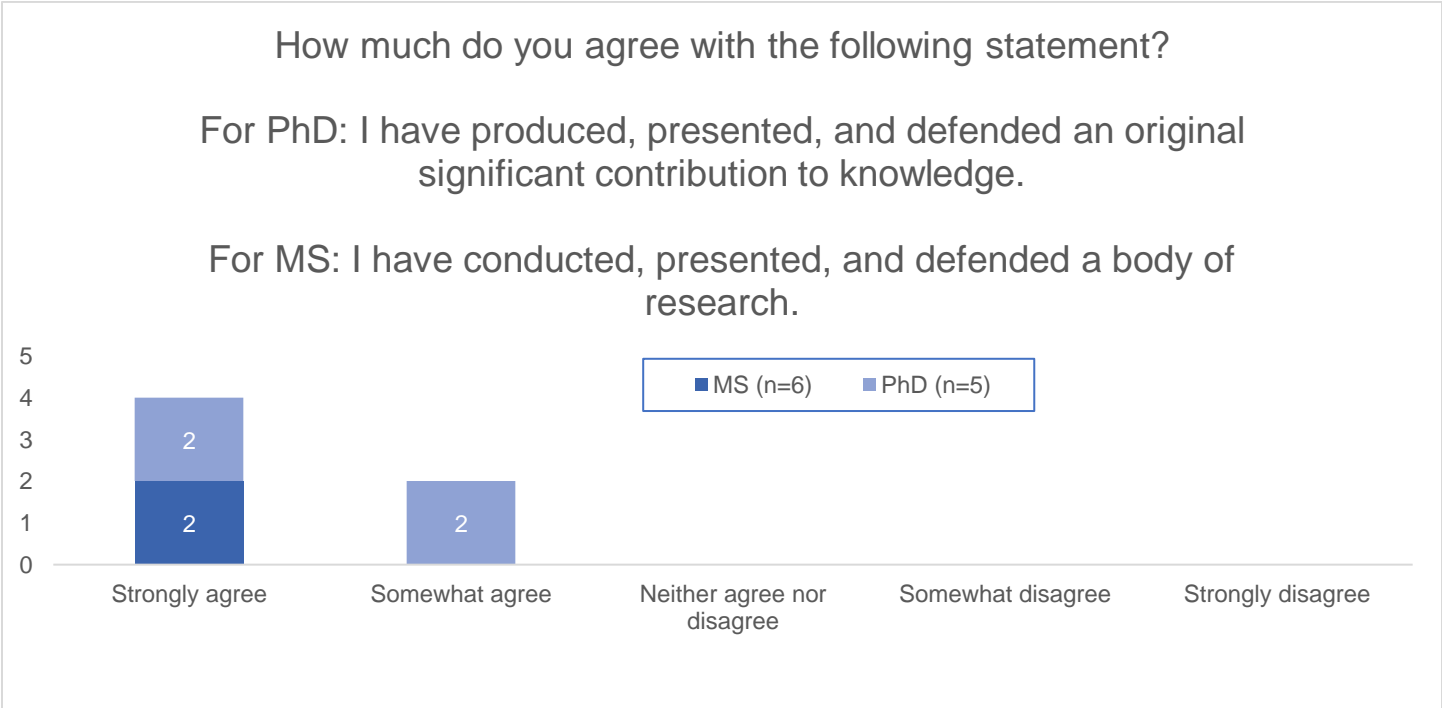 How much do you agree with the following statement?
For PhD: I have produced, presented, and defended an original
significant contribution to knowledge.
For MS: I have conducted, presented, and defended a body of
research.
5
4
3
2
1
0
MS (n=6) PhD (n=5)
2
2
2
Strongly agree
Somewhat agree
Neither agree nor
disagree
Somewhat disagree
Strongly disagree